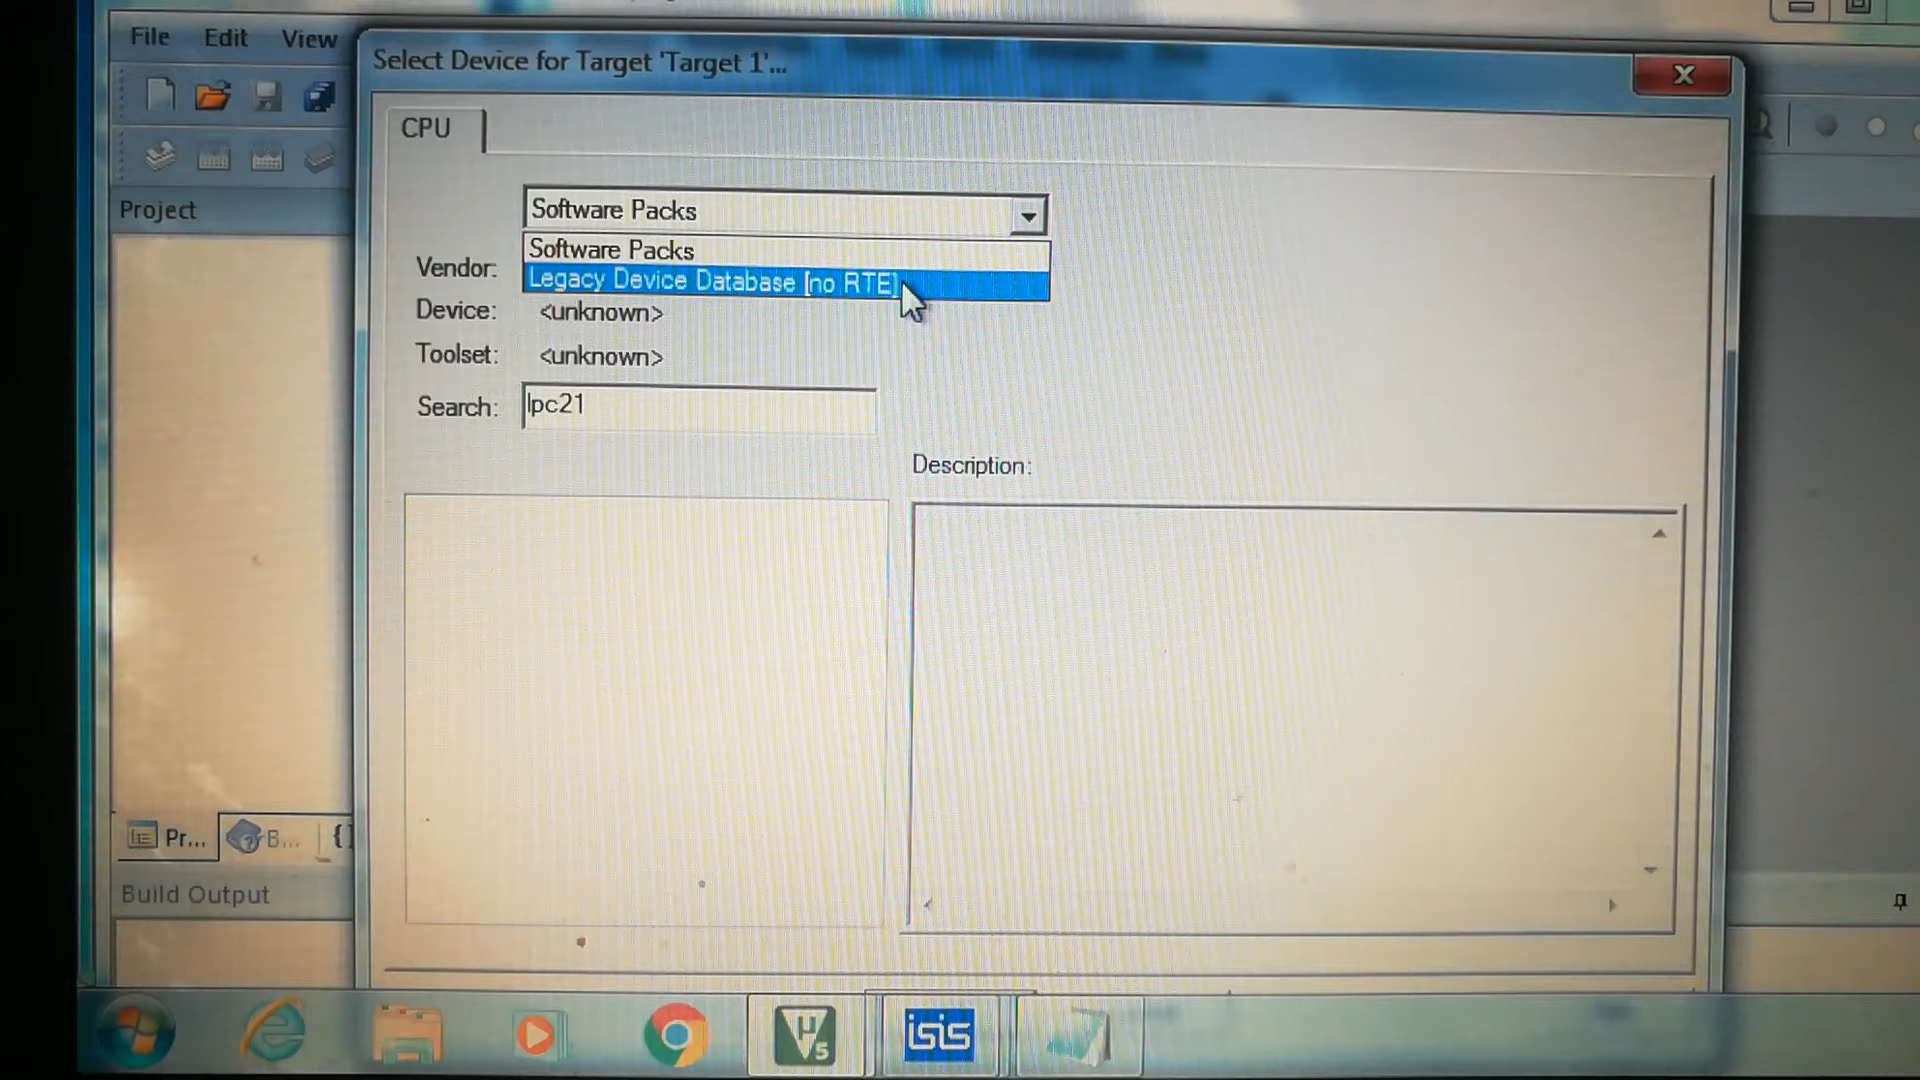 File Edit View
Select Device for Target 'Target 1'...
CPU
Project
Software Packs
Software Packs
Legacy Device Database [no RTE]
Vendor:
Device: <unknown>
Toolset: <unknown>
Search: lpc21
Description:
Pr... B... {}
Build Output
μ
V5
isis